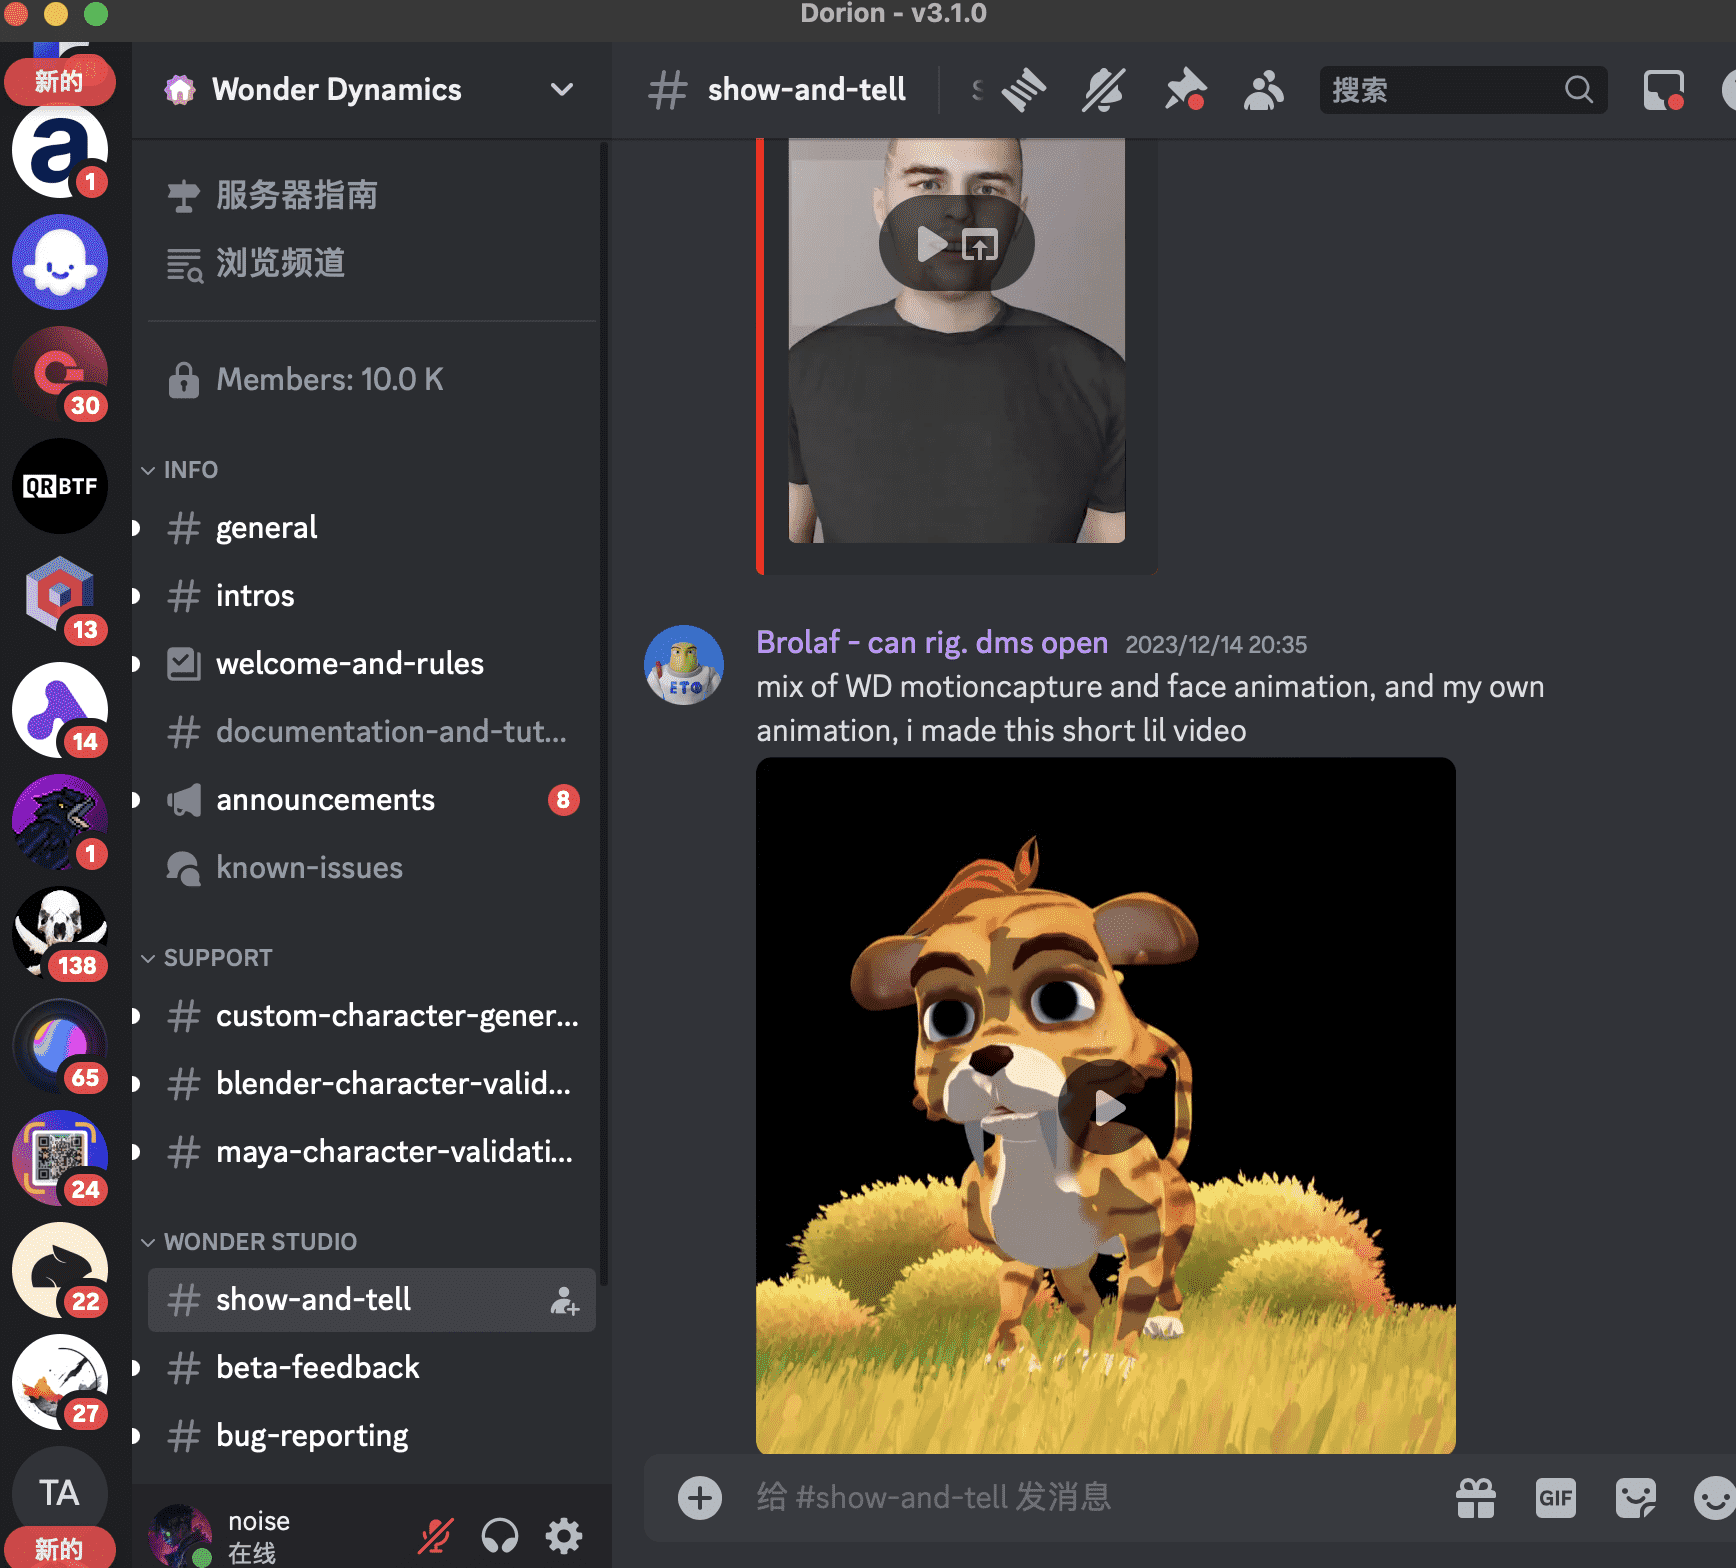 Dorion - v3.1.0
新的
a
1
30
QRBTF
13
14
1
138
65
24
22
27
TA
新的
Wonder Dynamics
服务器指南
浏览频道
Members: 10.0 K
INFO
general
intros
welcome-and-rules
documentation-and-tut...
announcements
8
known-issues
SUPPORT
custom-character-gener...
blender-character-valid...
maya-character-validati...
WONDER STUDIO
show-and-tell
beta-feedback
bug-reporting
noise
在线
# show-and-tell
搜索
Brolaf - can rig. dms open 2023/12/14 20:35
ETO
mix of WD motioncapture and face animation, and my own
animation, i made this short lil video
给 #show-and-tell 发消息
GIF